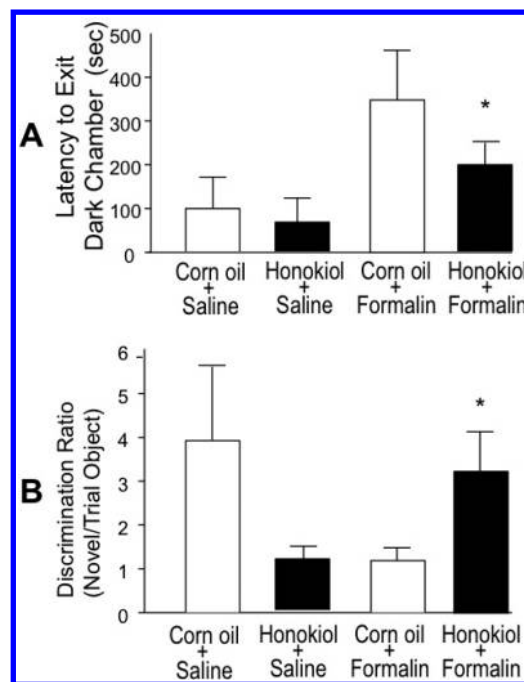 A
Latency to Exit
Dark Chamber (sec)
500
400
300
200
100
0
Corn oil
+
Saline
Honokiol
+
Saline
Corn oil
+
Formalin
Honokiol
+
Formalin
*
B
Discrimination Ratio
(Novel/Trial Object)
6
5
4
3
2
1
0
Corn oil
+
Saline
Honokiol
+
Saline
Corn oil
+
Formalin
Honokiol
+
Formalin
*